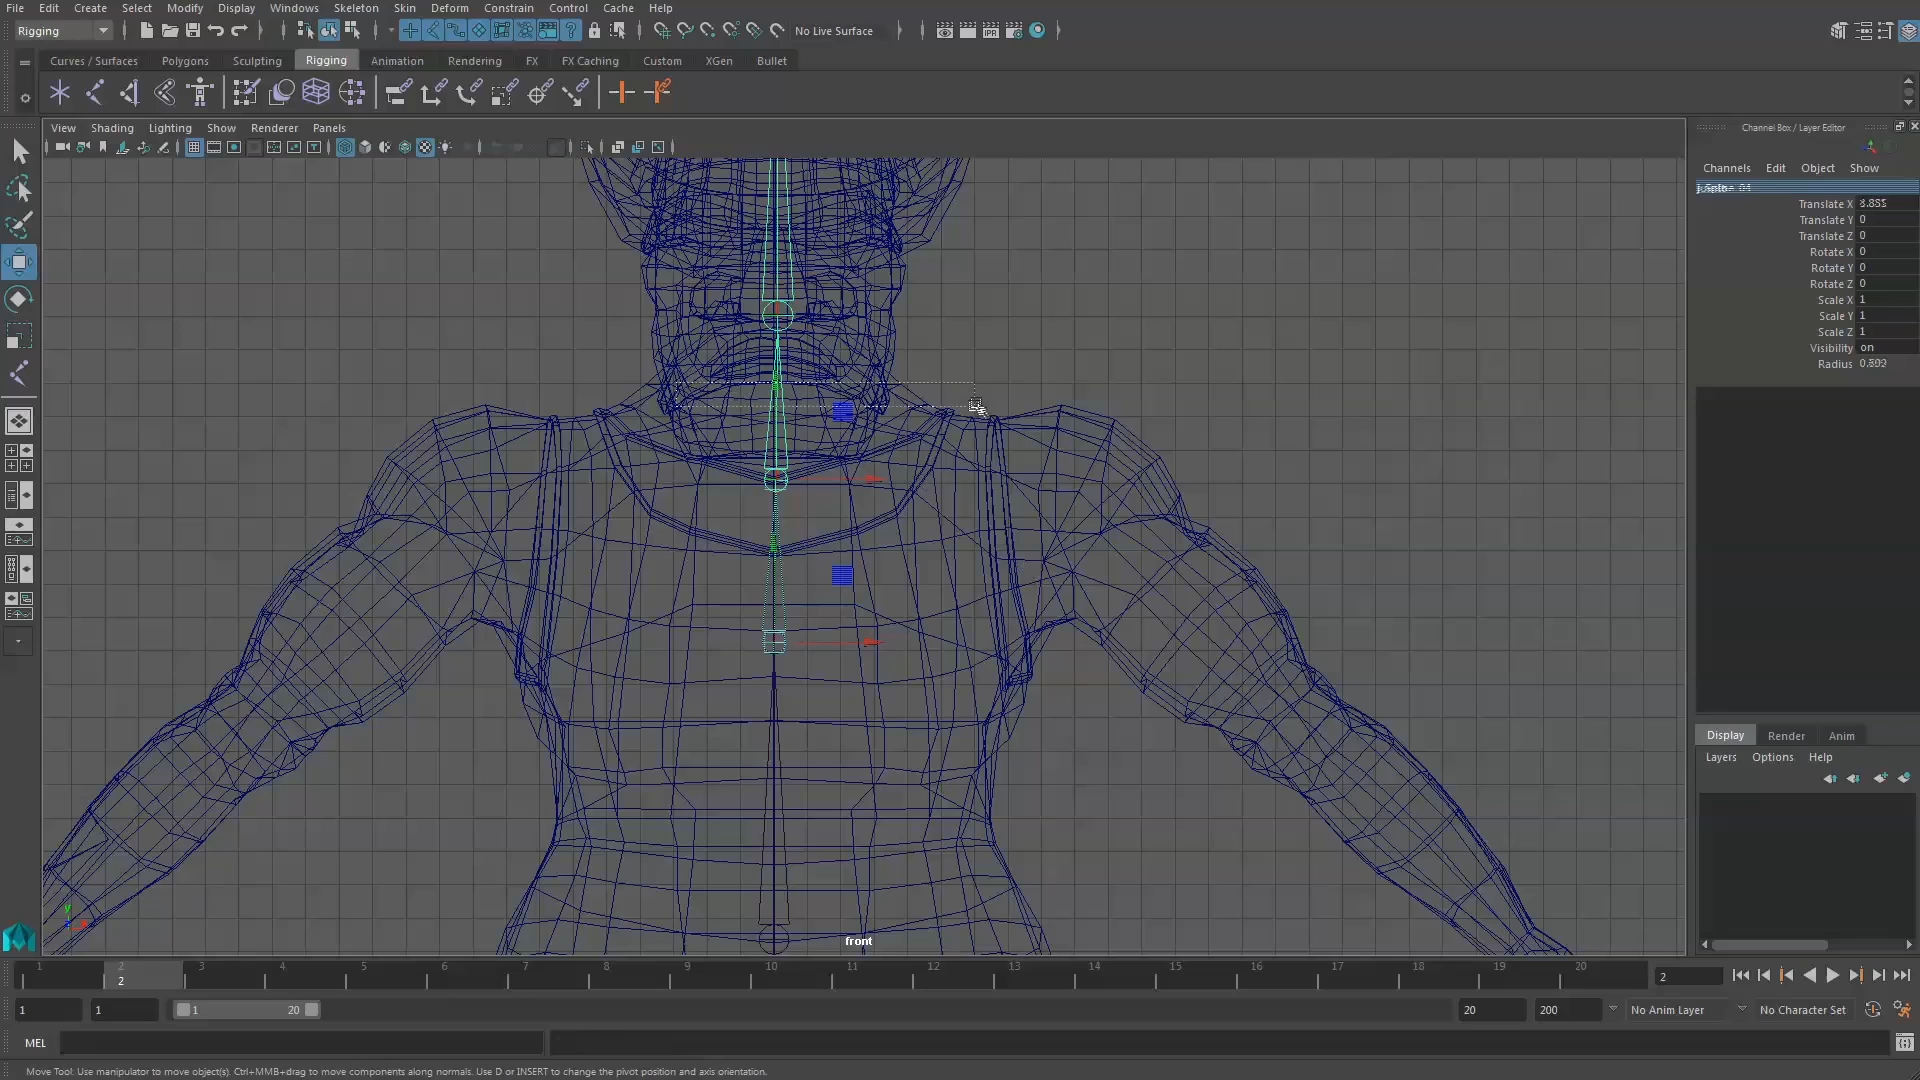 File Edit Create Select Modify Display Windows Skeleton Skin Deform Constrain Control Cache Help
Rigging No Live Surface
Curves / Surfaces Polygons Sculpting Rigging Animation Rendering FX FX Caching Custom XGen Bullet
View Shading Lighting Show Renderer Panels
Channel Box / Layer Editor
Channels Edit Object Show
Translate X
Translate Y 0
Translate Z 0
Rotate X 0
Rotate Y 0
Rotate Z 0
Scale X 1
Scale Y 1
Scale Z 1
Visibility on
Radius
Display Render Anim
Layers Options Help
y
front
1 2 3 4 5 6 7 8 9 10 11 12 13 14 15 16 17 18 19 20
2 2
1 1 1 20 20 200 No Anim Layer No Character Set
MEL
Move Tool: Use manipulator to move object(s). Ctrl+MMB+drag to move components along normals. Use D or INSERT to change the pivot position and axis orientation.